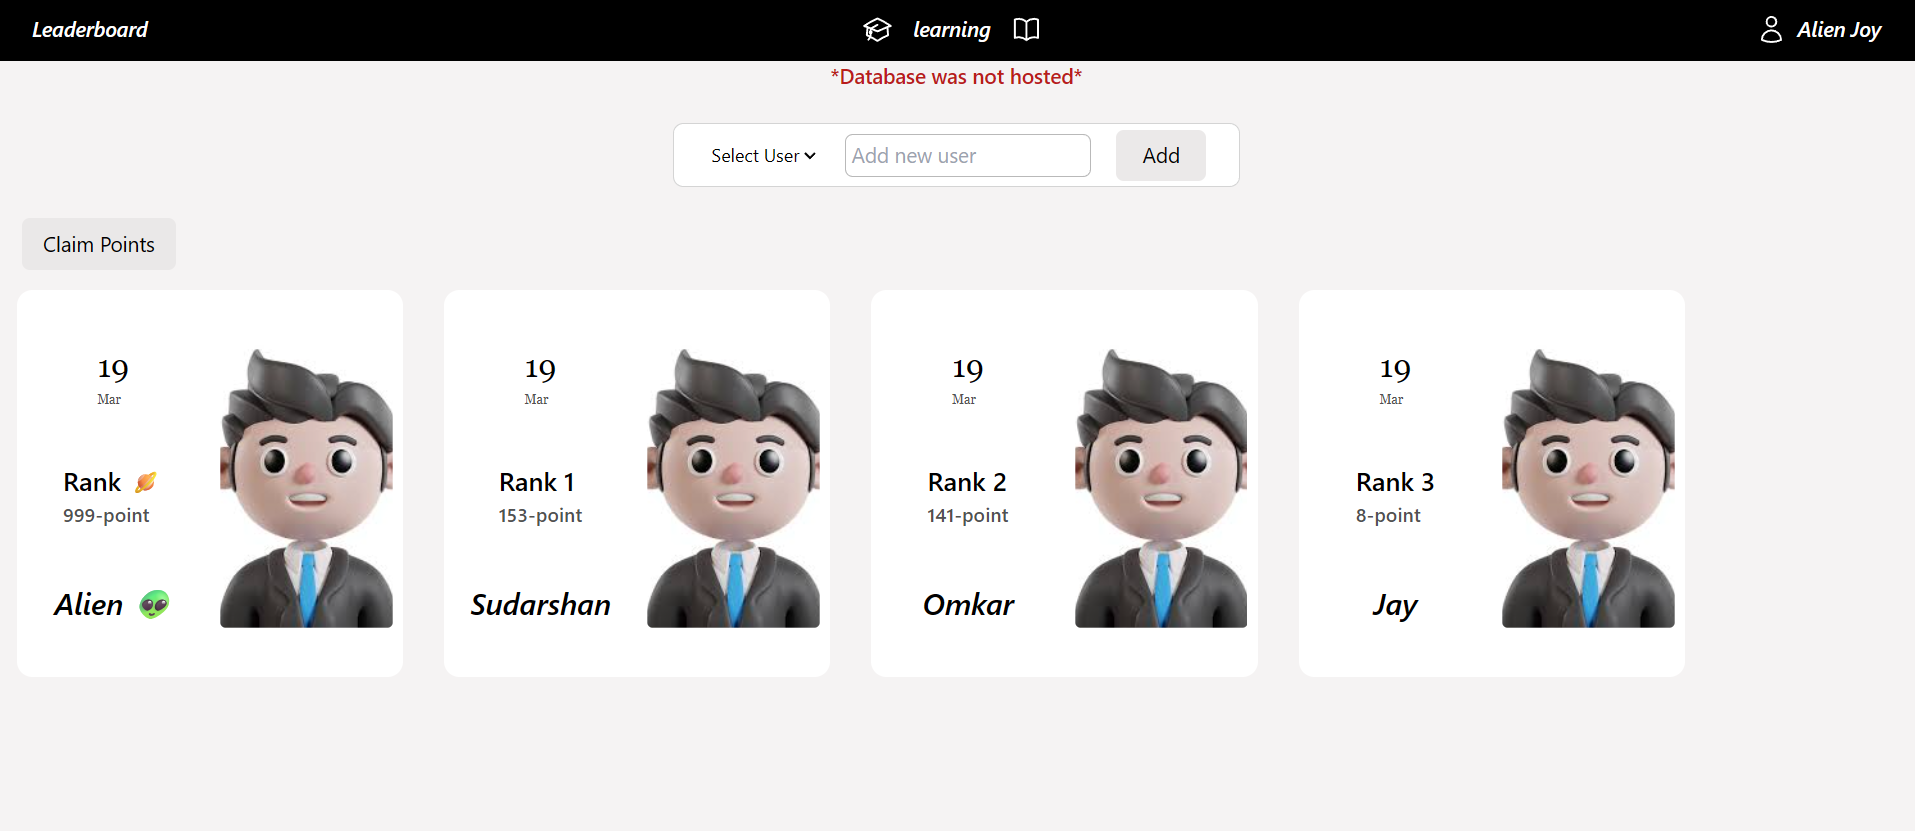 Leaderboard
learning
Alien Joy
*Database was not hosted*
Select User
Add new user
Add
Claim Points
19
Mar
Rank 🪐
999-point
Alien 👽
19
Mar
Rank 1
153-point
Sudarshan
19
Mar
Rank 2
141-point
Omkar
19
Mar
Rank 3
8-point
Jay